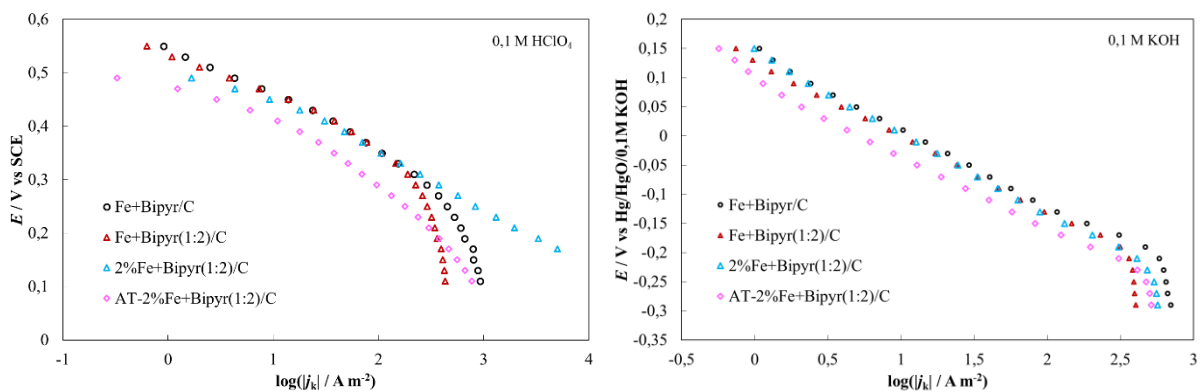 0,6
0,5
0,4
0,3
0,2
0,1
0
-1
0
1
2
3
4
E / V vs SCE
log(|jₖ| / A m⁻²)
0,1 M HClO₄
Fe+Bipyr/C
Fe+Bipyr(1:2)/C
2%Fe+Bipyr(1:2)/C
AT-2%Fe+Bipyr(1:2)/C
0,2
0,15
0,1
0,05
0
-0,05
-0,1
-0,15
-0,2
-0,25
-0,3
-0,35
-0,5
0
0,5
1
1,5
2
2,5
3
E / V vs Hg/HgO/0,1M KOH
log(|jₖ| / A m⁻²)
0,1 M KOH
Fe+Bipyr/C
Fe+Bipyr(1:2)/C
2%Fe+Bipyr(1:2)/C
AT-2%Fe+Bipyr(1:2)/C